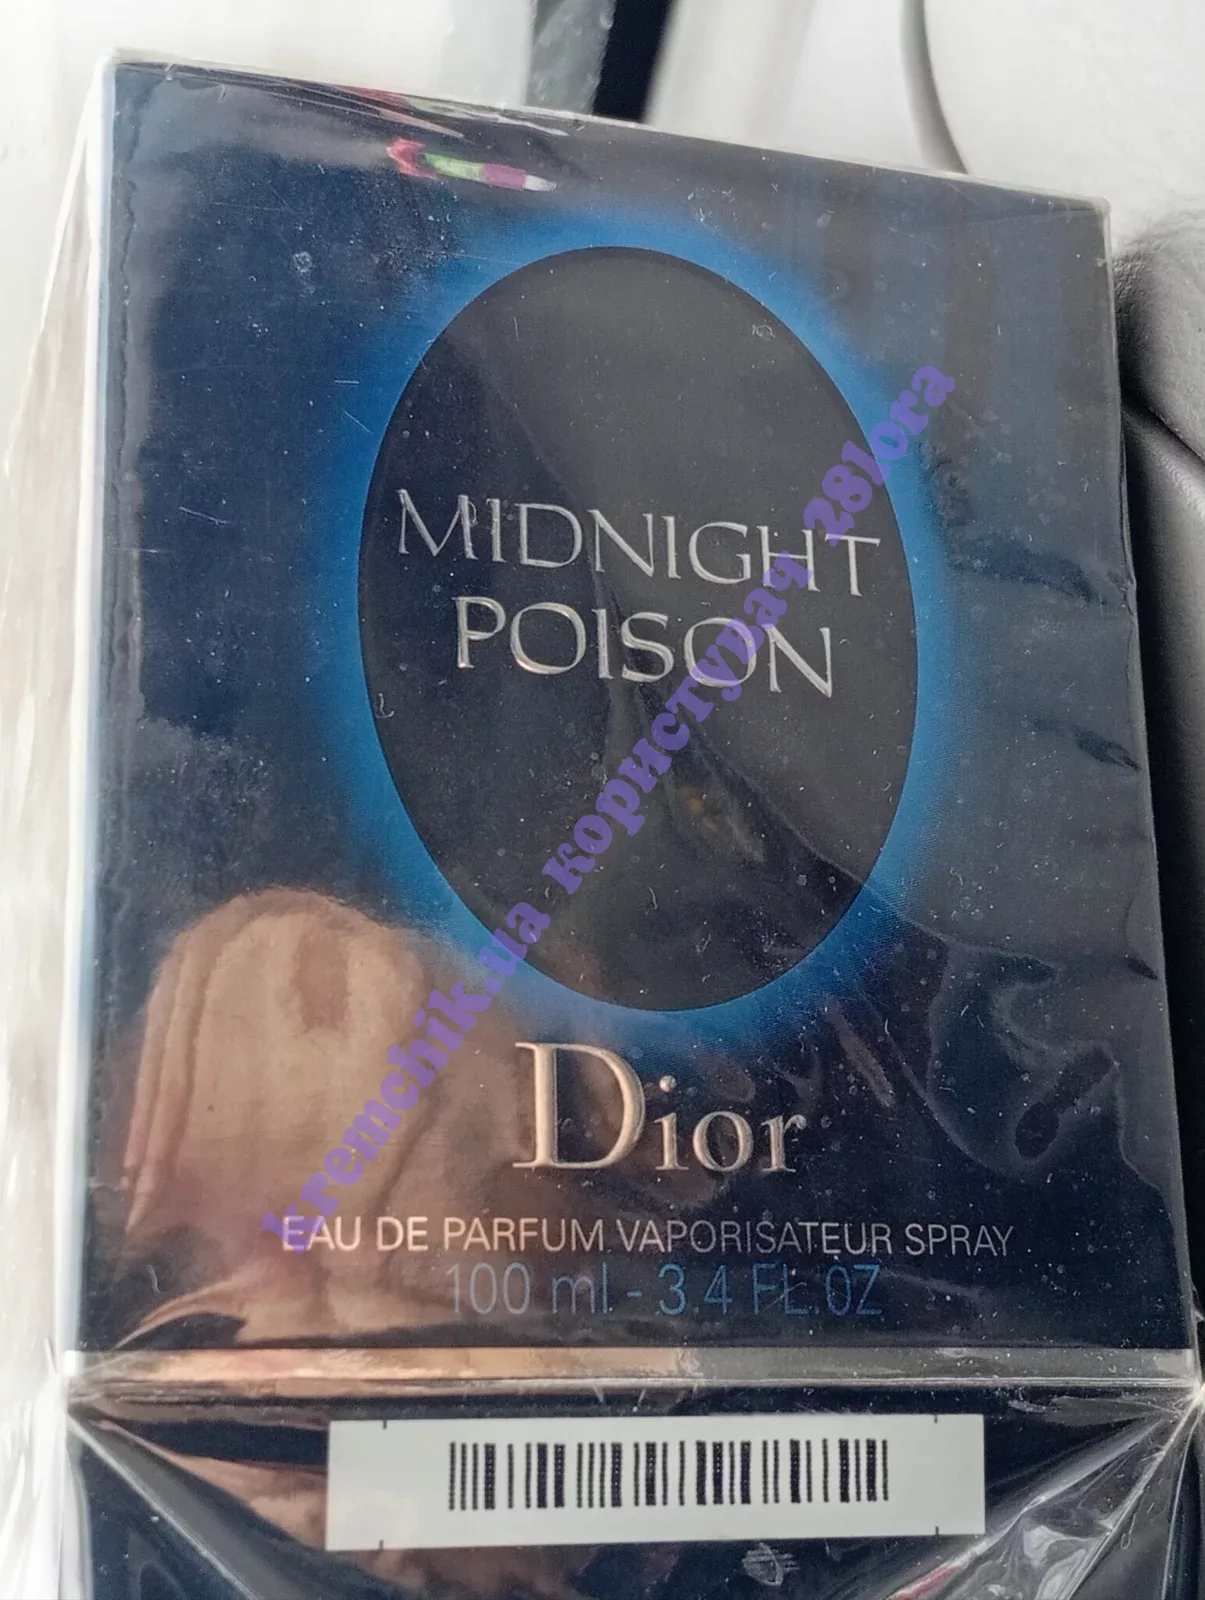 MIDNIGHT
POISON
Dior
EAU DE PARFUM VAPORISATEUR SPRAY
100 ml - 3.4 FL.OZ
kremchik.ua користувач 28lora